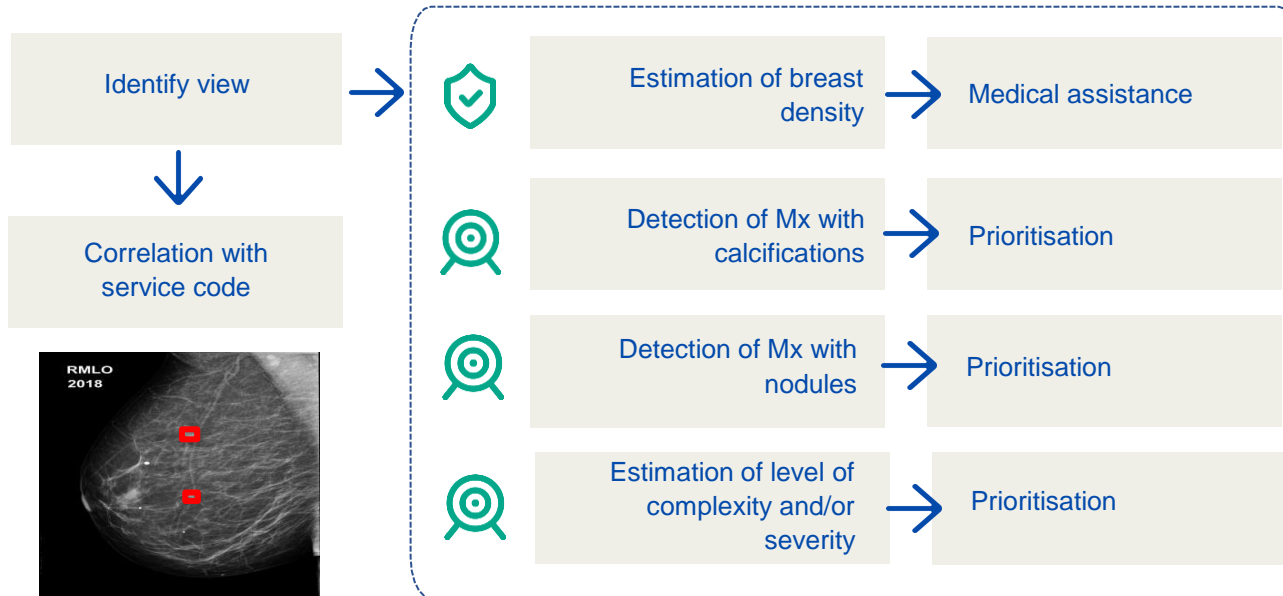 Identify view
Correlation with
service code
RMLO
2018
Estimation of breast
density
Medical assistance
Detection of Mx with
calcifications
Prioritisation
Detection of Mx with
nodules
Prioritisation
Estimation of level of
complexity and/or
severity
Prioritisation